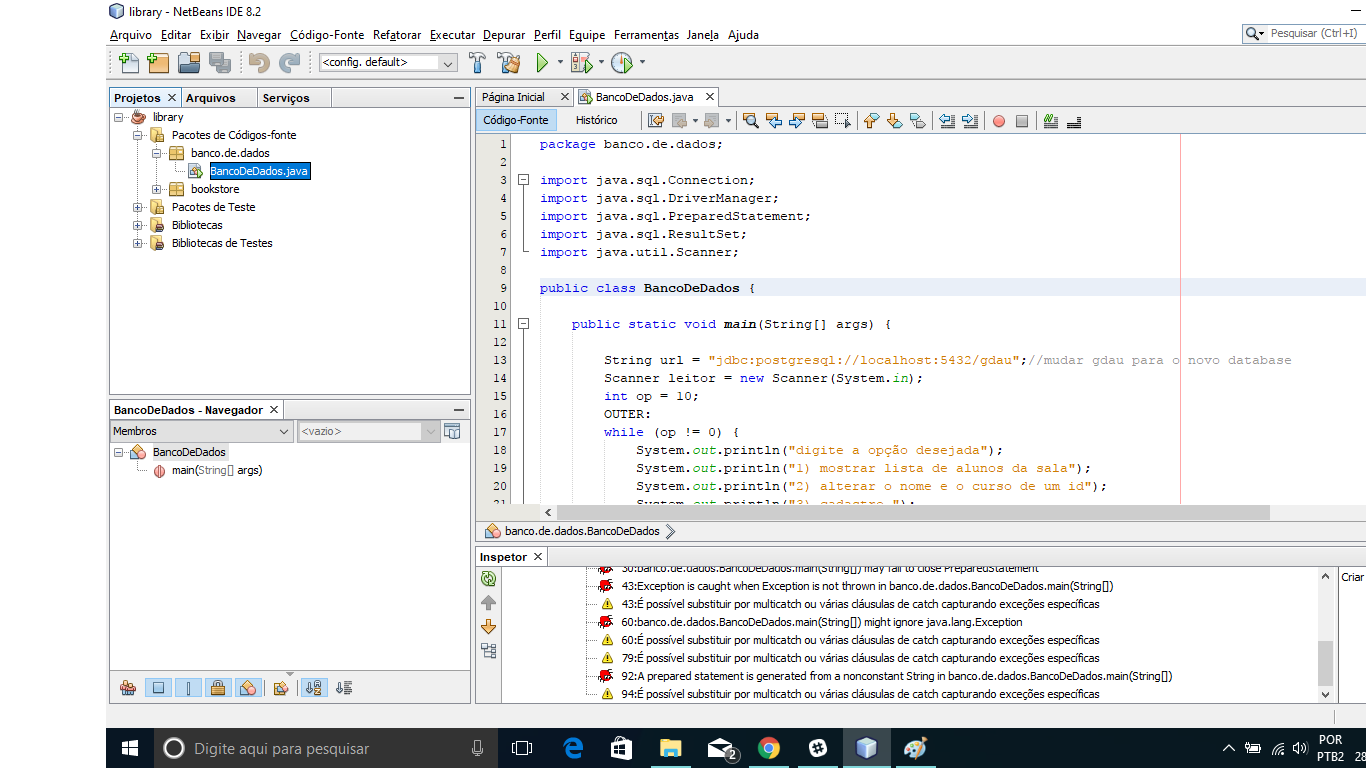 library - NetBeans IDE 8.2
Arquivo Editar Exibir Navegar Código-Fonte Refatorar Executar Depurar Perfil Equipe Ferramentas Janela Ajuda
Pesquisar (Ctrl+I)
<config. default>
Projetos Arquivos Serviços
library
Pacotes de Códigos-fonte
banco.de.dados
BancoDeDados.java
bookstore
Pacotes de Teste
Bibliotecas
Bibliotecas de Testes
BancoDeDados - Navegador
Membros <vazio>
BancoDeDados
main(String[] args)
Página Inicial BancoDeDados.java
Código-Fonte Histórico
1 package banco.de.dados;
2
3 import java.sql.Connection;
4 import java.sql.DriverManager;
5 import java.sql.PreparedStatement;
6 import java.sql.ResultSet;
7 import java.util.Scanner;
8
9 public class BancoDeDados {
10
11 public static void main(String[] args) {
12
13 String url = "jdbc:postgresql://localhost:5432/gdau";//mudar gdau para o novo database
14 Scanner leitor = new Scanner(System.in);
15 int op = 10;
16 OUTER:
17 while (op != 0) {
18 System.out.println("digite a opção desejada");
19 System.out.println("1) mostrar lista de alunos da sala");
20 System.out.println("2) alterar o nome e o curso de um id");
21 System.out.println("3) cadastro ");
banco.de.dados.BancoDeDados
Inspetor
30:banco.de.dados.BancoDeDados.main(String[]) may fail to close PreparedStatement
43:Exception is caught when Exception is not thrown in banco.de.dados.BancoDeDados.main(String[])
43:É possível substituir por multicatch ou várias cláusulas de catch capturando exceções específicas
60:banco.de.dados.BancoDeDados.main(String[]) might ignore java.lang.Exception
60:É possível substituir por multicatch ou várias cláusulas de catch capturando exceções específicas
79:É possível substituir por multicatch ou várias cláusulas de catch capturando exceções específicas
92:A prepared statement is generated from a nonconstant String in banco.de.dados.BancoDeDados.main(String[])
94:É possível substituir por multicatch ou várias cláusulas de catch capturando exceções específicas
Criar
Digite aqui para pesquisar
2
POR
PTB2 28